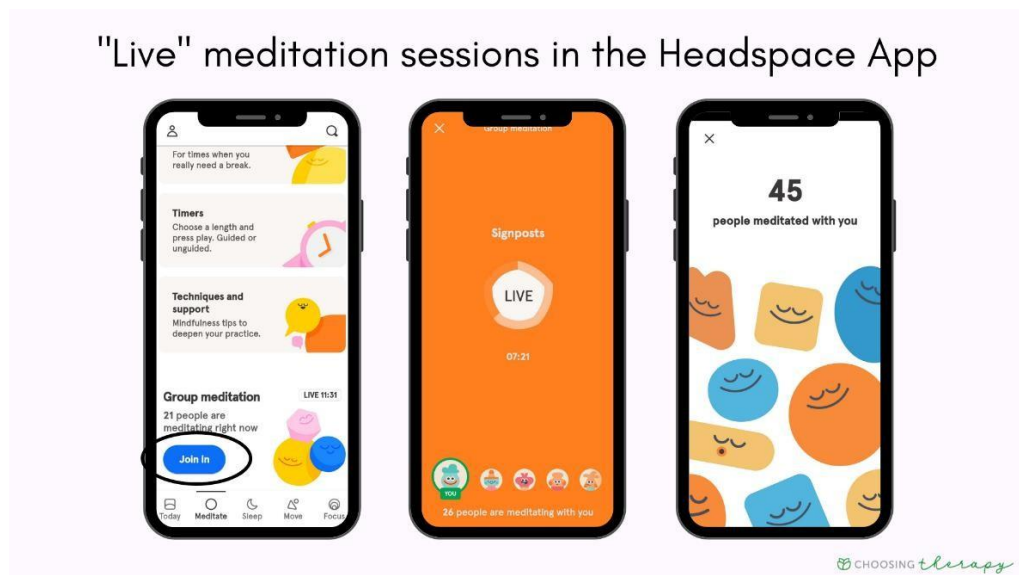 "Live" meditation sessions in the Headspace App
For times when you
really need a break.
Timers
Choose a length and
press play. Guided or
unguided.
Techniques and
support
Mindfulness tips to
deepen your practice.
Group meditation
LIVE 11:31
21 people are
meditating right now
Join in
Today Meditate Sleep Move Focus
Group meditation
Signposts
LIVE
07:21
YOU
26 people are meditating with you
45
people meditated with you
CHOOSING therapy